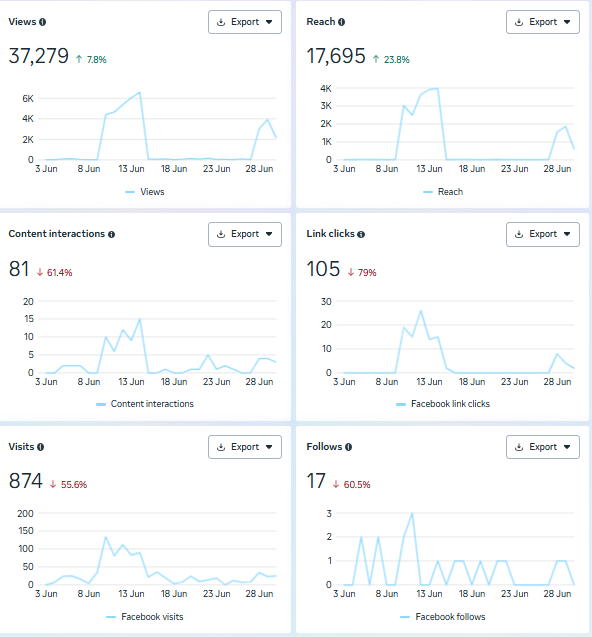 Views
Export
37,279 ↑ 7.8%
6K
4K
2K
0
3 Jun 8 Jun 13 Jun 18 Jun 23 Jun 28 Jun
Views
Reach
Export
17,695 ↑ 23.8%
4K
3K
2K
1K
0
3 Jun 8 Jun 13 Jun 18 Jun 23 Jun 28 Jun
Reach
Content interactions
Export
81 ↓ 61.4%
20
15
10
5
0
3 Jun 8 Jun 13 Jun 18 Jun 23 Jun 28 Jun
Content interactions
Link clicks
Export
105 ↓ 79%
30
20
10
0
3 Jun 8 Jun 13 Jun 18 Jun 23 Jun 28 Jun
Facebook link clicks
Visits
Export
874 ↓ 55.6%
200
150
100
50
0
3 Jun 8 Jun 13 Jun 18 Jun 23 Jun 28 Jun
Facebook visits
Follows
Export
17 ↓ 60.5%
3
2
1
0
3 Jun 8 Jun 13 Jun 18 Jun 23 Jun 28 Jun
Facebook follows